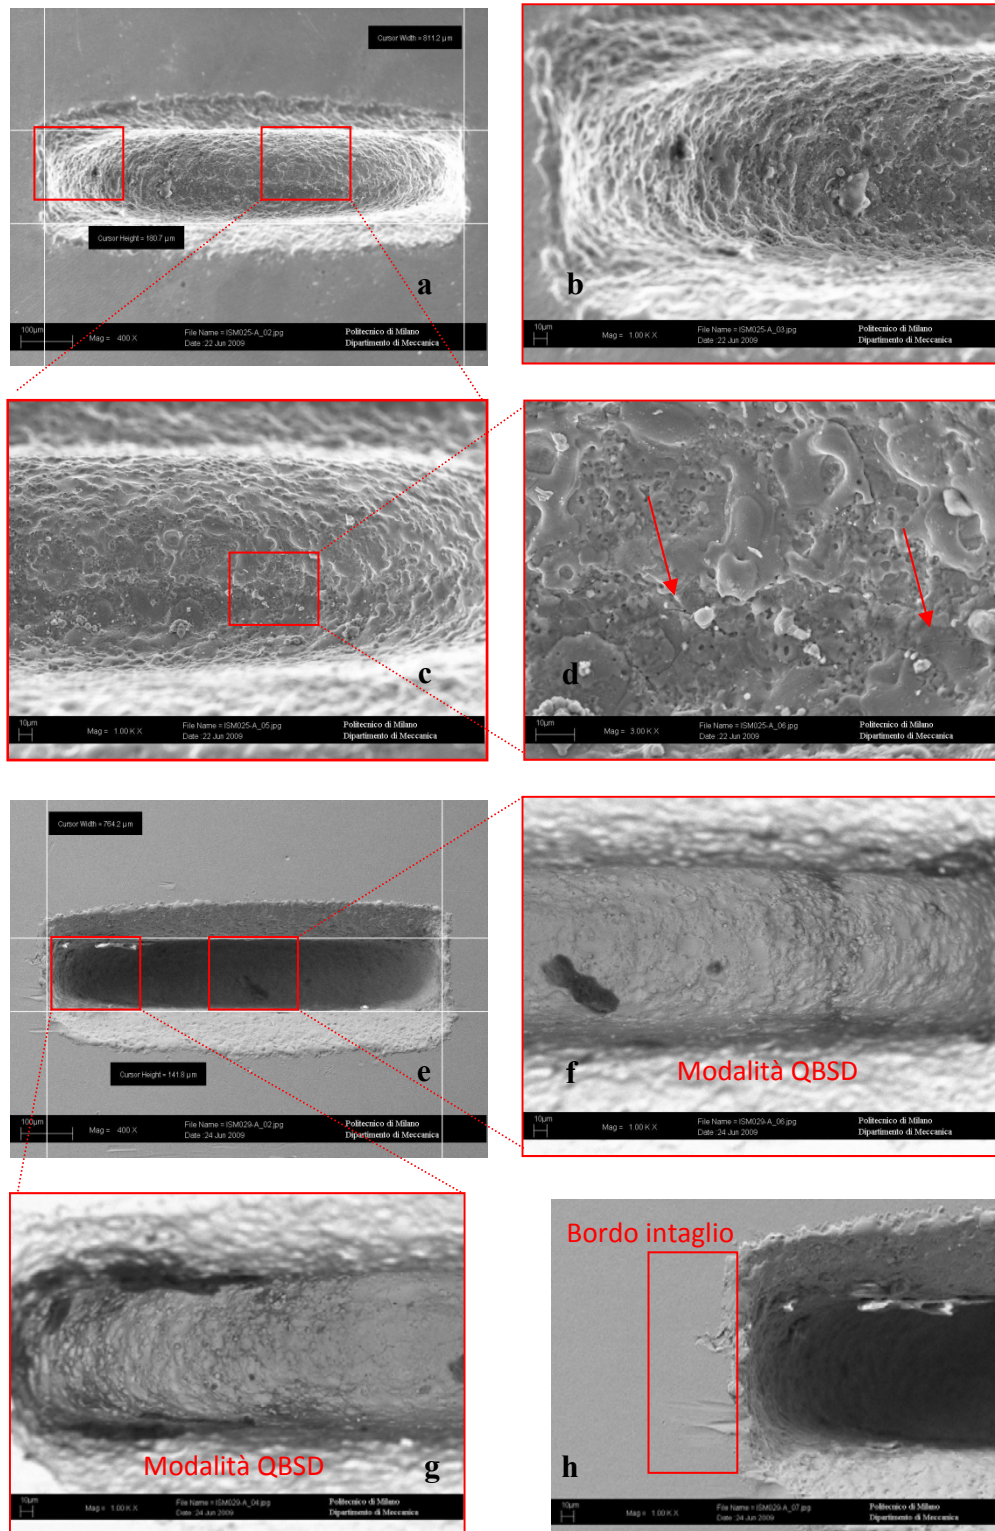 Cursor Width = 811.2 µm
Cursor Height = 180.7 µm
a
100µm
Mag = 400 X
File Name = ISM025-A_02.jpg
Date :22 Jun 2009
Politecnico di Milano
Dipartimento di Meccanica
b
10µm
Mag = 1.00 K X
File Name = ISM025-A_03.jpg
Date :22 Jun 2009
Politecnico di Milano
Dipartimento di Meccanica
c
10µm
Mag = 1.00 K X
File Name = ISM025-A_05.jpg
Date :22 Jun 2009
Politecnico di Milano
Dipartimento di Meccanica
d
10µm
Mag = 3.00 K X
File Name = ISM025-A_06.jpg
Date :22 Jun 2009
Politecnico di Milano
Dipartimento di Meccanica
Cursor Width = 764.2 µm
Cursor Height = 141.8 µm
e
100µm
Mag = 400 X
File Name = ISM029-A_02.jpg
Date :24 Jun 2009
Politecnico di Milano
Dipartimento di Meccanica
f
Modalità QBSD
10µm
Mag = 1.00 K X
File Name = ISM029-A_06.jpg
Date :24 Jun 2009
Politecnico di Milano
Dipartimento di Meccanica
Modalità QBSD
g
10µm
Mag = 1.00 K X
File Name = ISM029-A_04.jpg
Date :24 Jun 2009
Politecnico di Milano
Dipartimento di Meccanica
Bordo intaglio
h
10µm
Mag = 1.00 K X
File Name = ISM029-A_07.jpg
Date :24 Jun 2009
Politecnico di Milano
Dipartimento di Meccanica